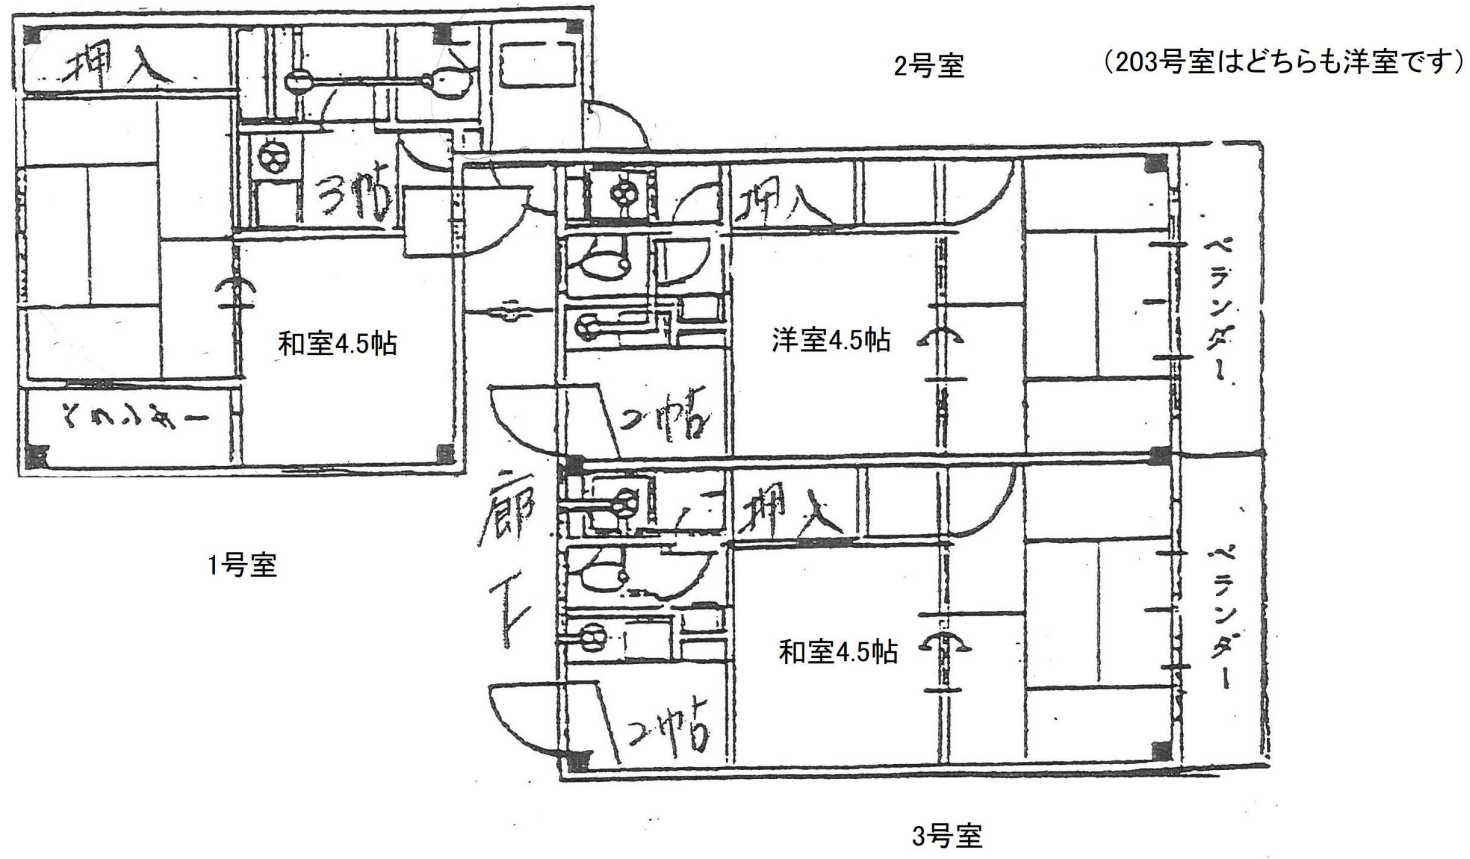 2号室
(203号室はどちらも洋室です)
押入
3帖
和室4.5帖
1号室
押入
洋室4.5帖
2帖
ベランダー
廊下
押入
和室4.5帖
2帖
ベランダー
3号室